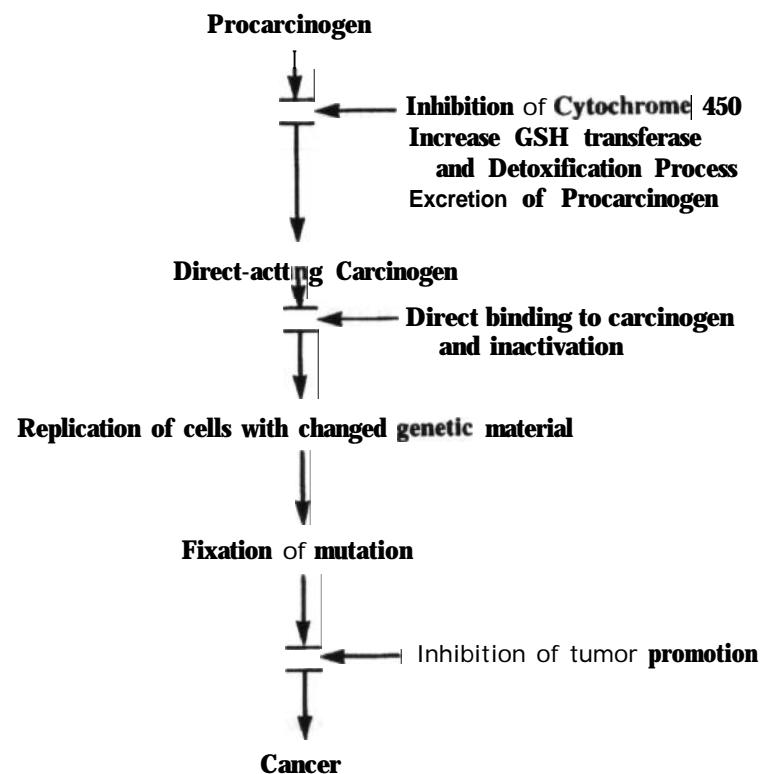 Procarcinogen
Inhibition of Cytochrome 450
Increase GSH transferase
and Detoxification Process
Excretion of Procarcinogen
Direct-actting Carcinogen
Direct binding to carcinogen
and inactivation
Replication of cells with changed genetic material
Fixation of mutation
Inhibition of tumor promotion
Cancer